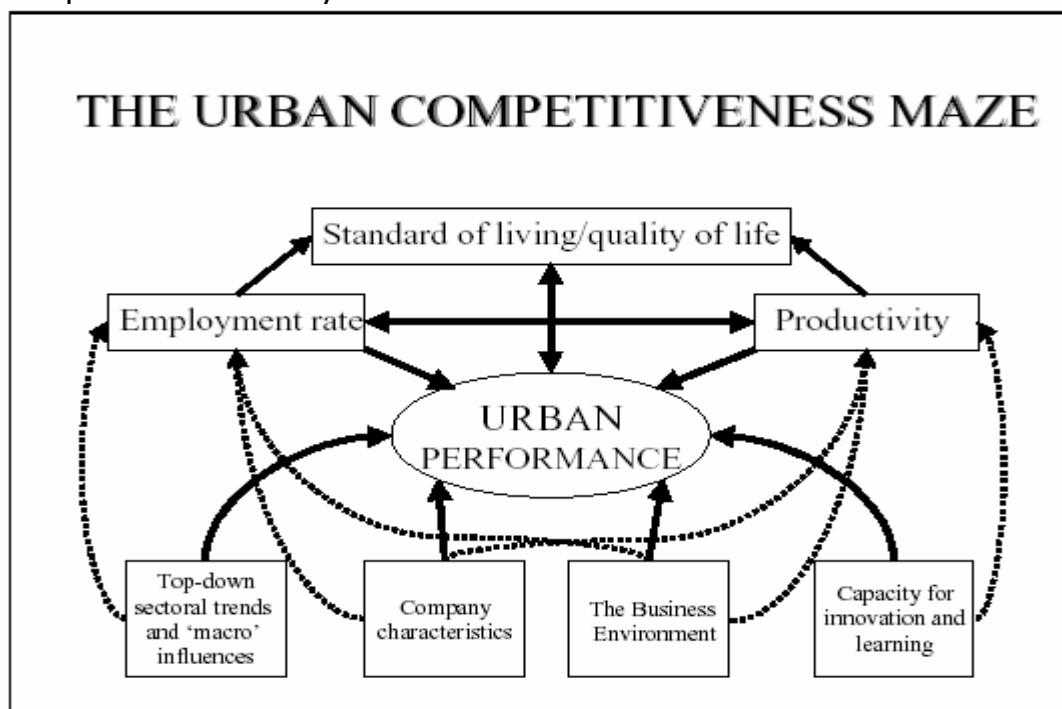 THE URBAN COMPETITIVENESS MAZE
Standard of living/quality of life
Employment rate
Productivity
URBAN
PERFORMANCE
Top-down
sectoral trends
and ‘macro’
influences
Company
characteristics
The Business
Environment
Capacity for
innovation and
learning